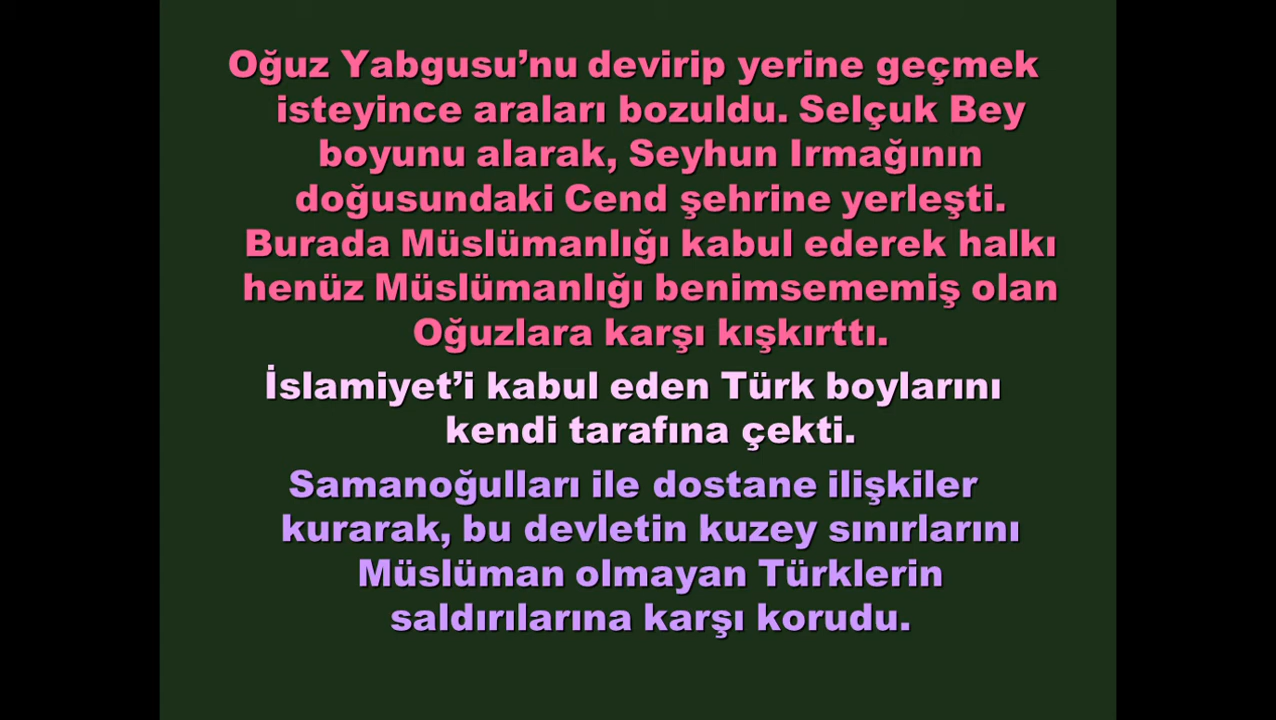 Oğuz Yabgusu’nu devirip yerine geçmek
isteyince araları bozuldu. Selçuk Bey
boyunu alarak, Seyhun Irmağının
doğusundaki Cend şehrine yerleşti.
Burada Müslümanlığı kabul ederek halkı
henüz Müslümanlığı benimsememiş olan
Oğuzlara karşı kışkırttı.
İslamiyet’i kabul eden Türk boylarını
kendi tarafına çekti.
Samanoğulları ile dostane ilişkiler
kurarak, bu devletin kuzey sınırlarını
Müslüman olmayan Türklerin
saldırılarına karşı korudu.